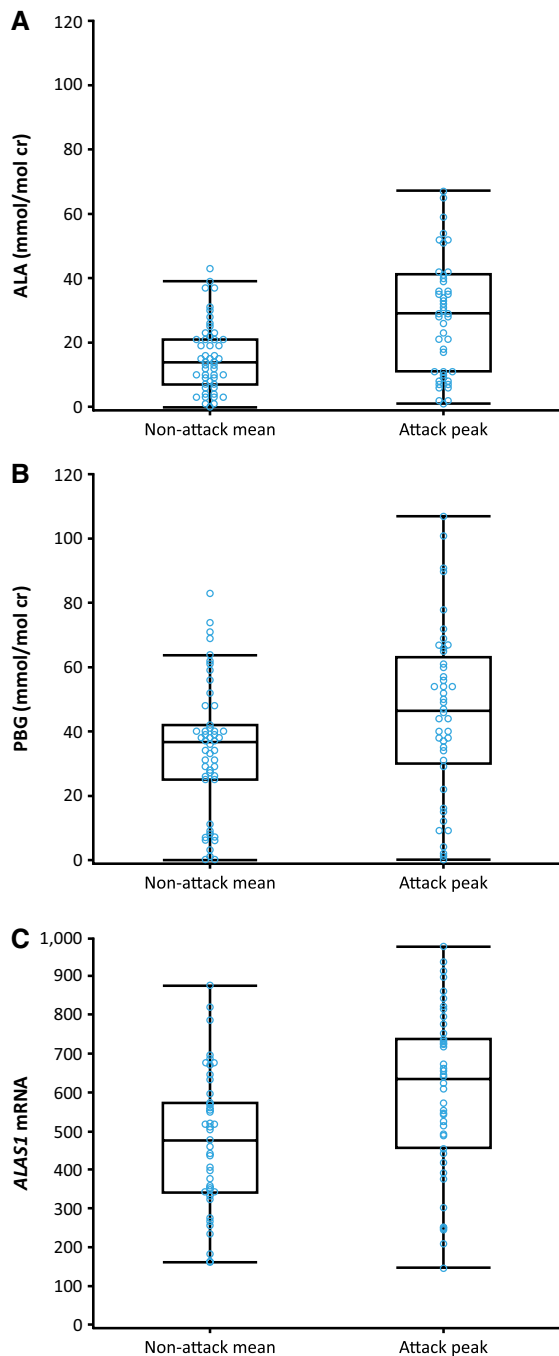 A
120
100
80
60
40
20
0
ALA (mmol/mol cr)
Non-attack mean Attack peak
B
120
100
80
60
40
20
0
PBG (mmol/mol cr)
Non-attack mean Attack peak
C
1,000
900
800
700
600
500
400
300
200
100
0
ALAS1 mRNA
Non-attack mean Attack peak